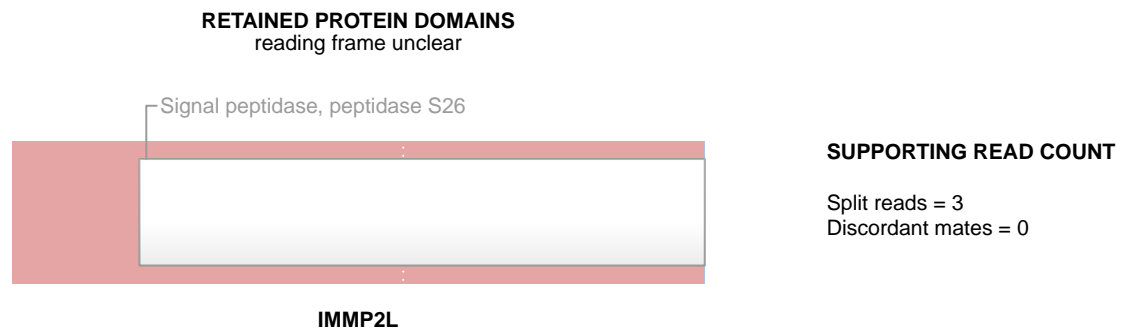 RETAINED PROTEIN DOMAINS
reading frame unclear
Signal peptidase, peptidase S26
SUPPORTING READ COUNT
Split reads = 3
Discordant mates = 0
IMMP2L